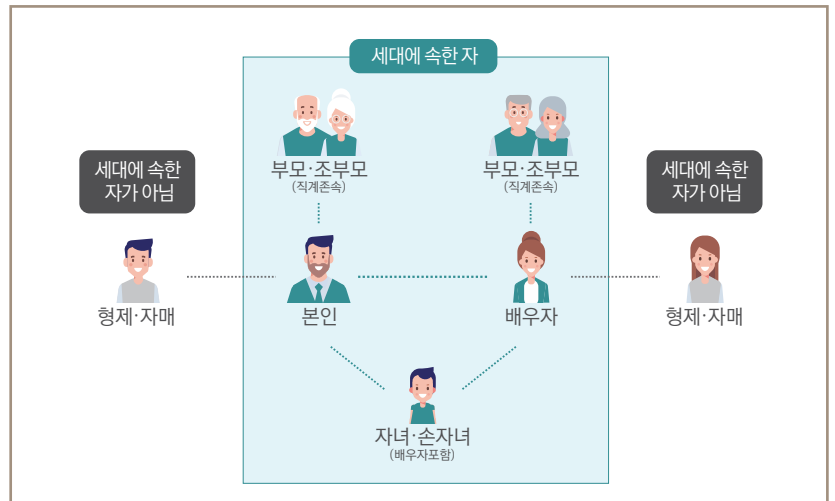 세대에 속한 자
부모·조부모
(직계존속)
부모·조부모
(직계존속)
세대에 속한
자가 아님
세대에 속한
자가 아님
형제·자매
본인
배우자
형제·자매
자녀·손자녀
(배우자포함)